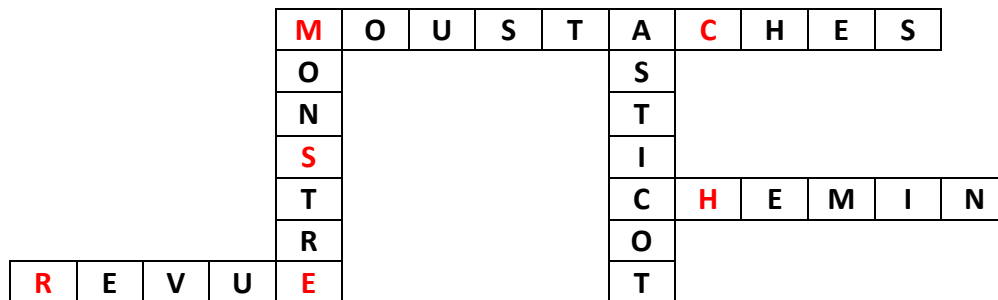 MOUSTACHES
O S
N T
S I
T CHEMIN
R O
REVUE T